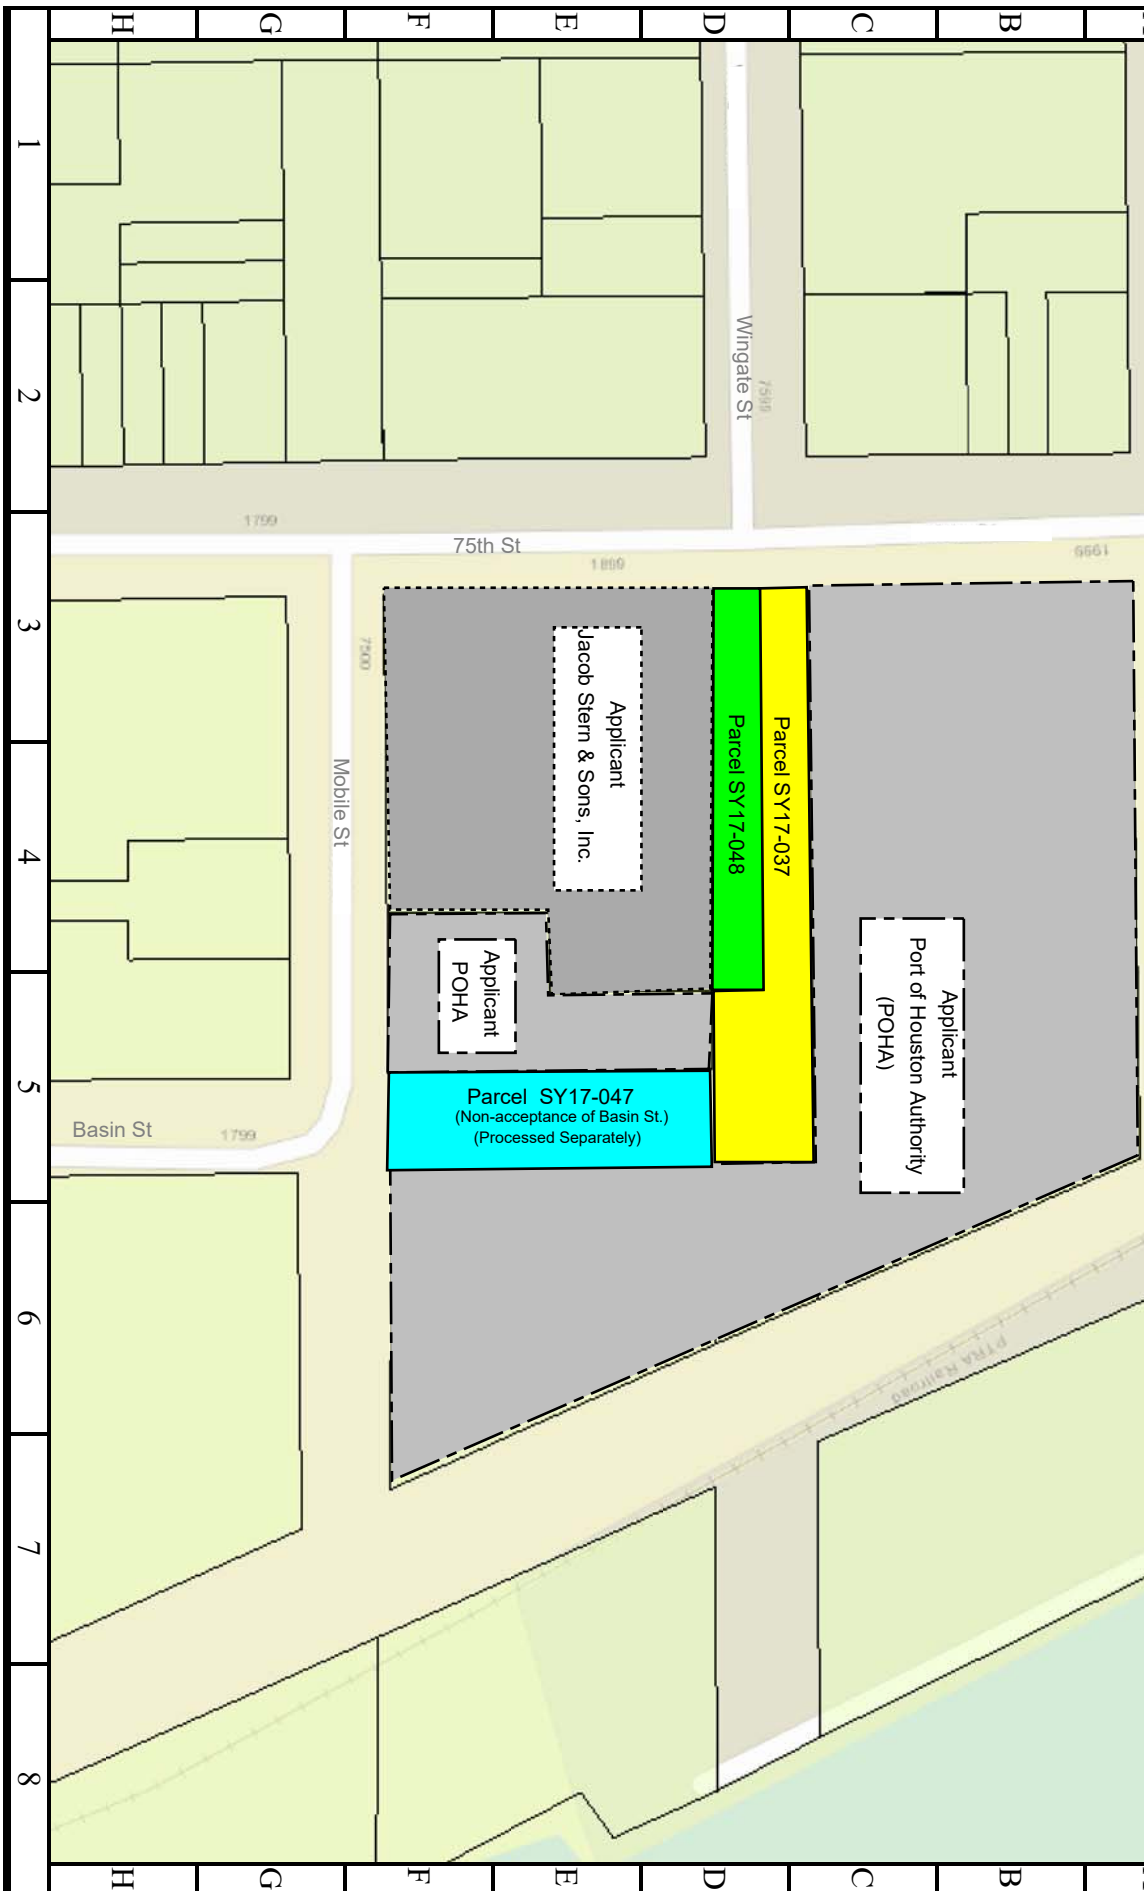 H G F E D C B
1
2
3
4
5
6
7
8
Wingate St
7599
1799
75th St
1899
1999
7500
Mobile St
Applicant
Jacob Stern & Sons, Inc.
Parcel SY17-048
Parcel SY17-037
Applicant
Port of Houston Authority
(POHA)
Applicant
POHA
Parcel SY17-047
(Non-acceptance of Basin St.)
(Processed Separately)
Basin St
1799
PTRA Railroad
H G F E D C B